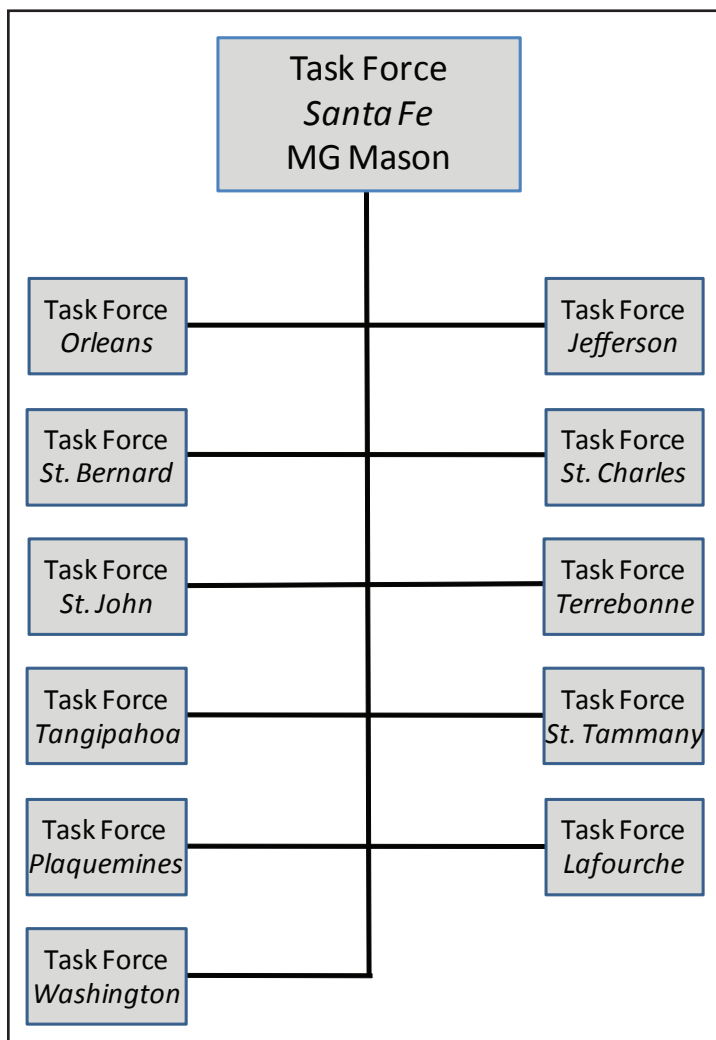 Task Force
Santa Fe
MG Mason
Task Force
Orleans
Task Force
Jefferson
Task Force
St. Bernard
Task Force
St. Charles
Task Force
St. John
Task Force
Terrebonne
Task Force
Tangipahoa
Task Force
St. Tammany
Task Force
Plaquemines
Task Force
Lafourche
Task Force
Washington